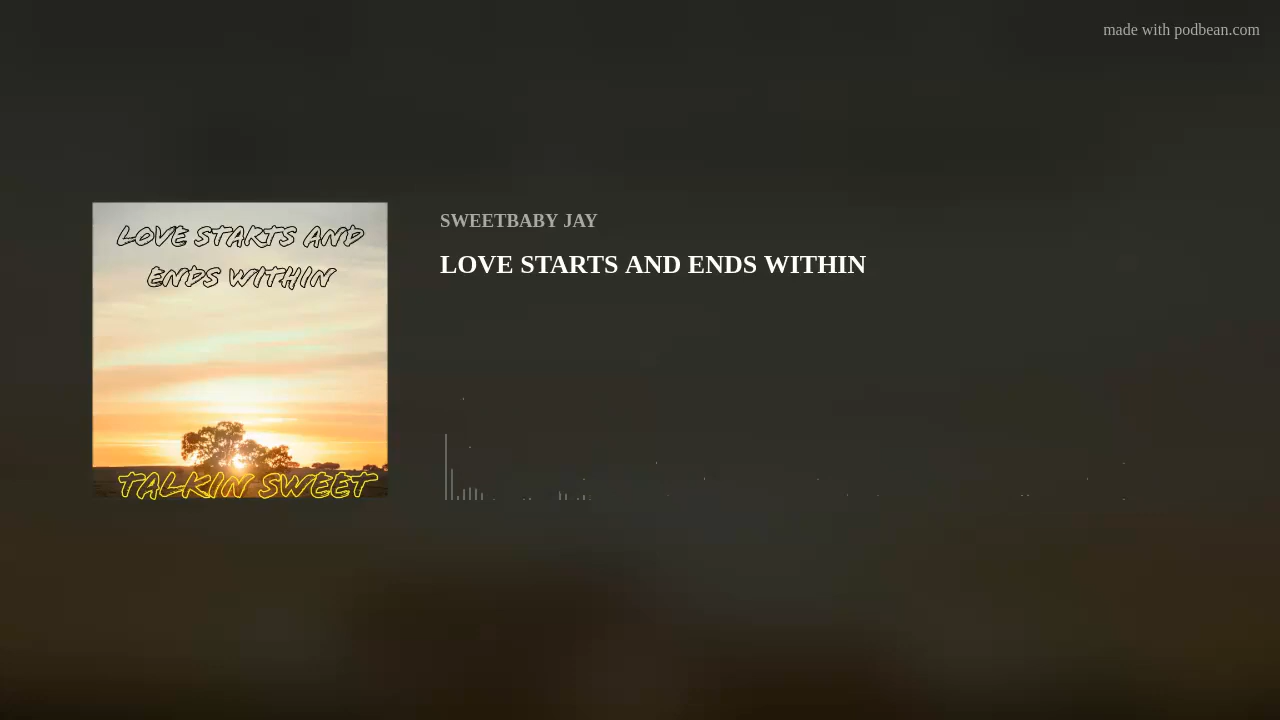 made with podbean.com
LOVE STARTS AND
ENDS WITHIN
TALKIN SWEET
SWEETBABY JAY
LOVE STARTS AND ENDS WITHIN